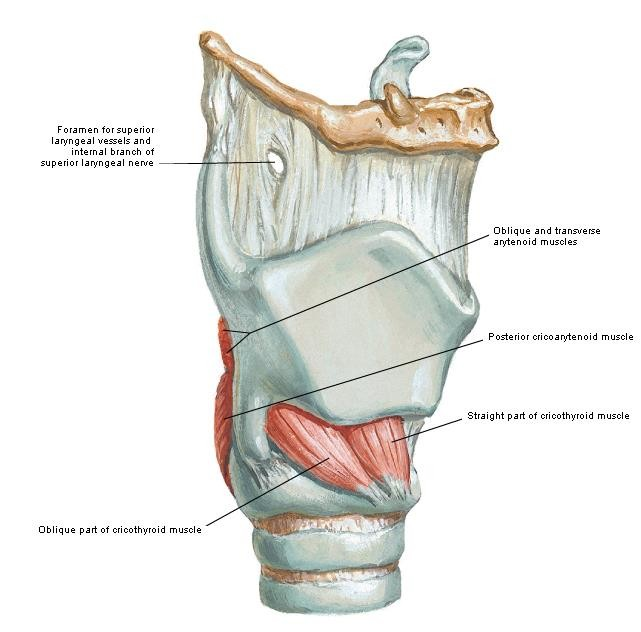 Foramen for superior
laryngeal vessels and
internal branch of
superior laryngeal nerve
Oblique and transverse
arytenoid muscles
Posterior cricoarytenoid muscle
Straight part of cricothyroid muscle
Oblique part of cricothyroid muscle